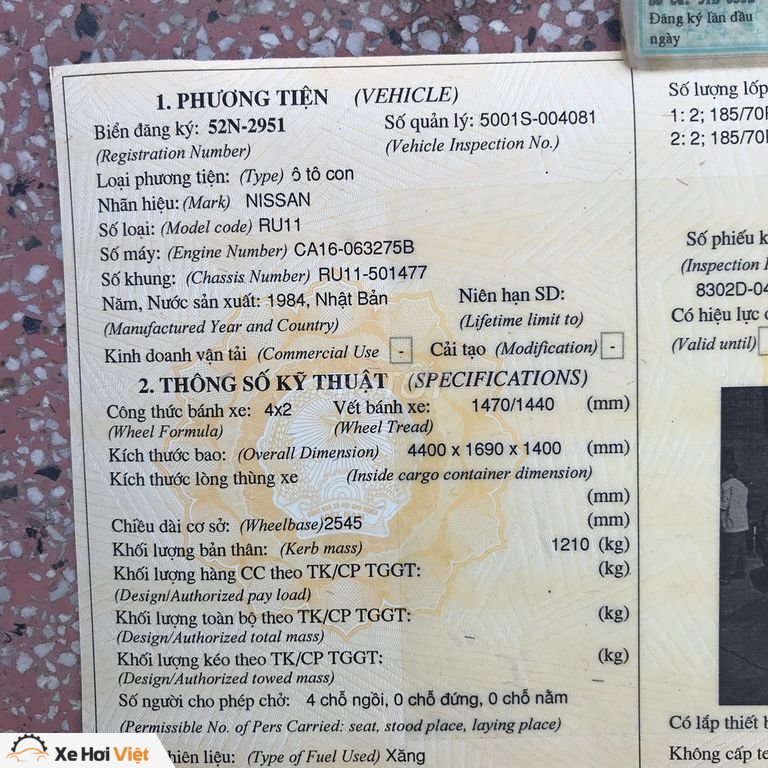 Đăng ký lần đầu
ngày
1. PHƯƠNG TIỆN (VEHICLE)
Biển đăng ký: 52N-2951 Số quản lý: 5001S-004081
(Registration Number) (Vehicle Inspection No.)
Loại phương tiện: (Type) ô tô con
Nhãn hiệu: (Mark) NISSAN
Số loại: (Model code) RU11
Số máy: (Engine Number) CA16-063275B
Số khung: (Chassis Number) RU11-501477
Năm, Nước sản xuất: 1984, Nhật Bản Niên hạn SD:
(Manufactured Year and Country) (Lifetime limit to)
Kinh doanh vận tải (Commercial Use - Cải tạo (Modification) -
2. THÔNG SỐ KỸ THUẬT (SPECIFICATIONS)
Công thức bánh xe: 4x2 Vết bánh xe: 1470/1440 (mm)
(Wheel Formula) (Wheel Tread)
Kích thước bao: (Overall Dimension) 4400 x 1690 x 1400 (mm)
Kích thước lòng thùng xe (Inside cargo container dimension)
(mm)
Chiều dài cơ sở: (Wheelbase)2545 (mm)
Khối lượng bản thân: (Kerb mass) 1210 (kg)
Khối lượng hàng CC theo TK/CP TGGT: (kg)
(Design/Authorized pay load)
Khối lượng toàn bộ theo TK/CP TGGT: (kg)
(Design/Authorized total mass)
Khối lượng kéo theo TK/CP TGGT: (kg)
(Design/Authorized towed mass)
Số người cho phép chở: 4 chỗ ngồi, 0 chỗ đứng, 0 chỗ nằm
(Permissible No. of Pers Carried: seat, stood place, laying place)
hiên liệu: (Type of Fuel Used) Xăng
Số lượng lốp
1: 2; 185/70
2: 2; 185/70
Số phiếu k
(Inspection
8302D-04
Có hiệu lực
(Valid until)
Có lắp thiết b
Không cấp te
Xe Hơi Việt